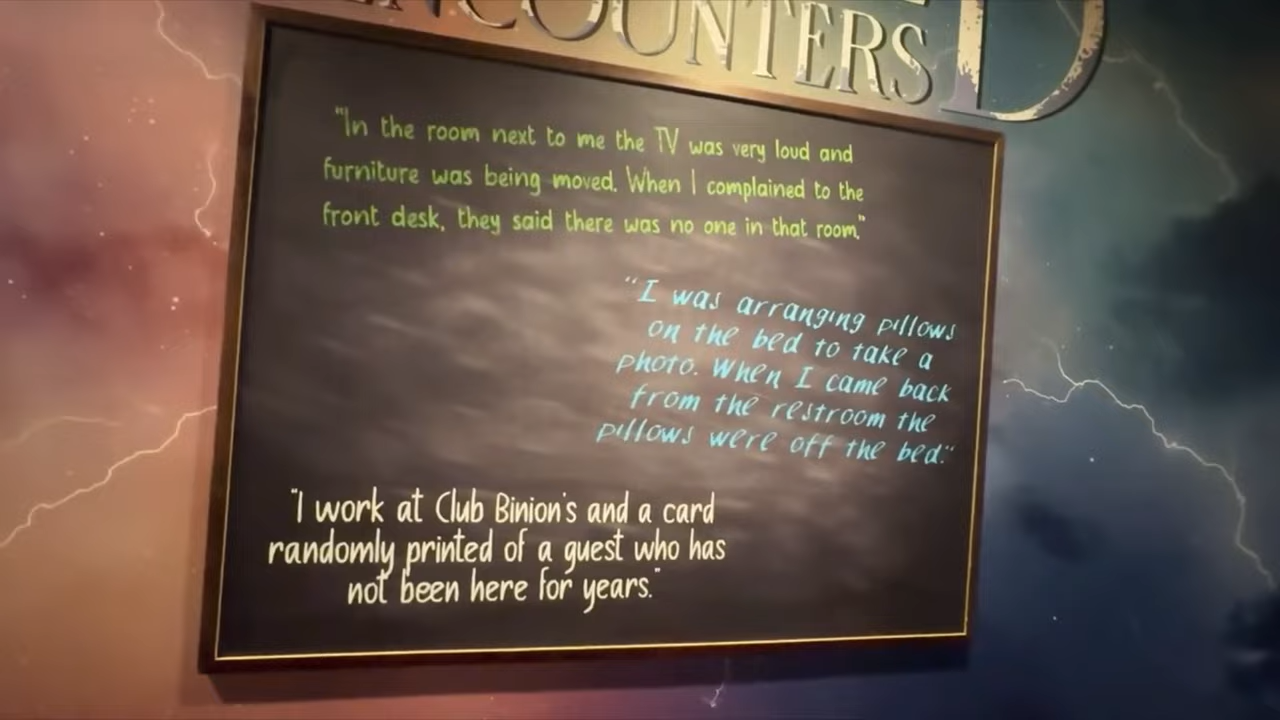 ENCOUNTERS
"In the room next to me the TV was very loud and
furniture was being moved. When I complained to the
front desk, they said there was no one in that room."
"I was arranging pillows
on the bed to take a
photo. When I came back
from the restroom the
pillows were off the bed."
"I work at Club Binion's and a card
randomly printed of a guest who has
not been here for years."